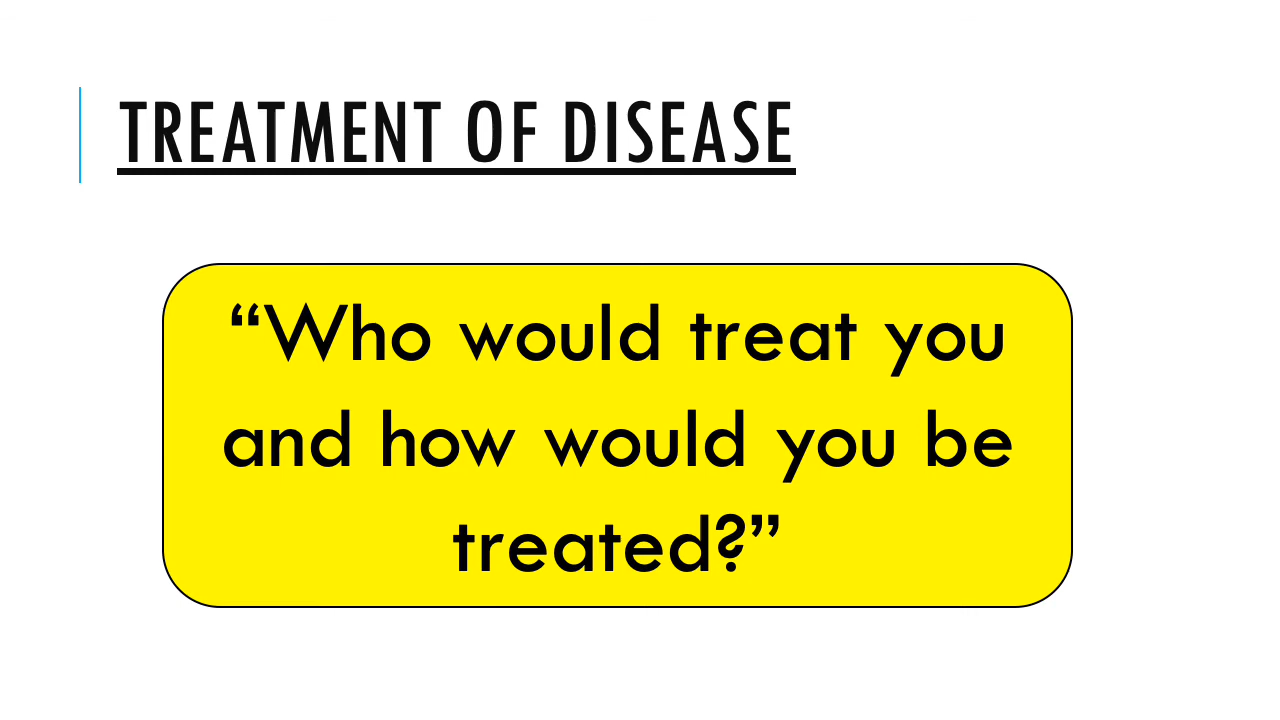 TREATMENT OF DISEASE
“Who would treat you
and how would you be
treated?”